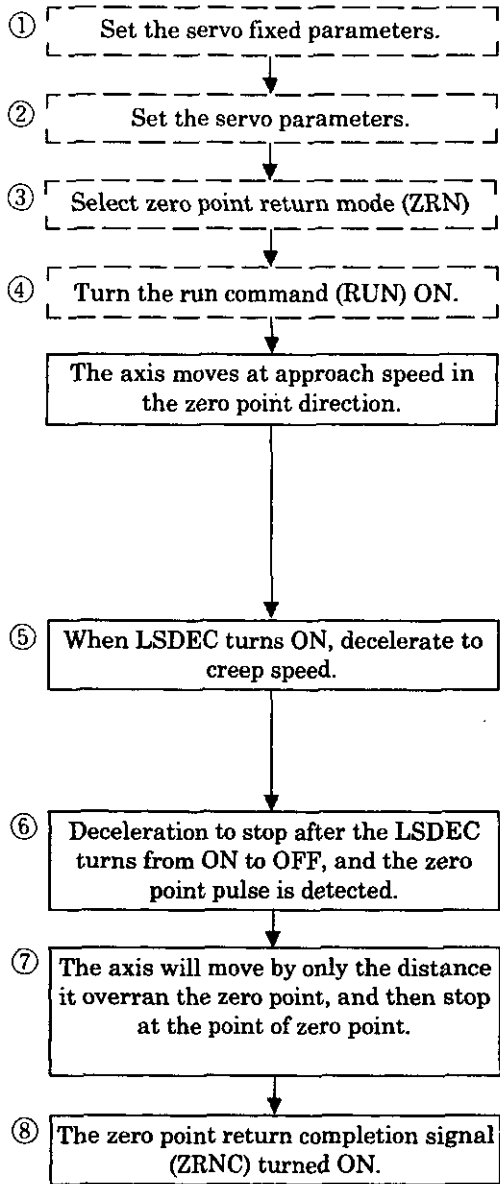 ① Set the servo fixed parameters.
② Set the servo parameters.
③ Select zero point return mode (ZRN)
④ Turn the run command (RUN) ON.
The axis moves at approach speed in
the zero point direction.
⑤ When LSDEC turns ON, decelerate to
creep speed.
⑥ Deceleration to stop after the LSDEC
turns from ON to OFF, and the zero
point pulse is detected.
⑦ The axis will move by only the distance
it overran the zero point, and then stop
at the point of zero point.
⑧ The zero point return completion signal
(ZRNC) turned ON.